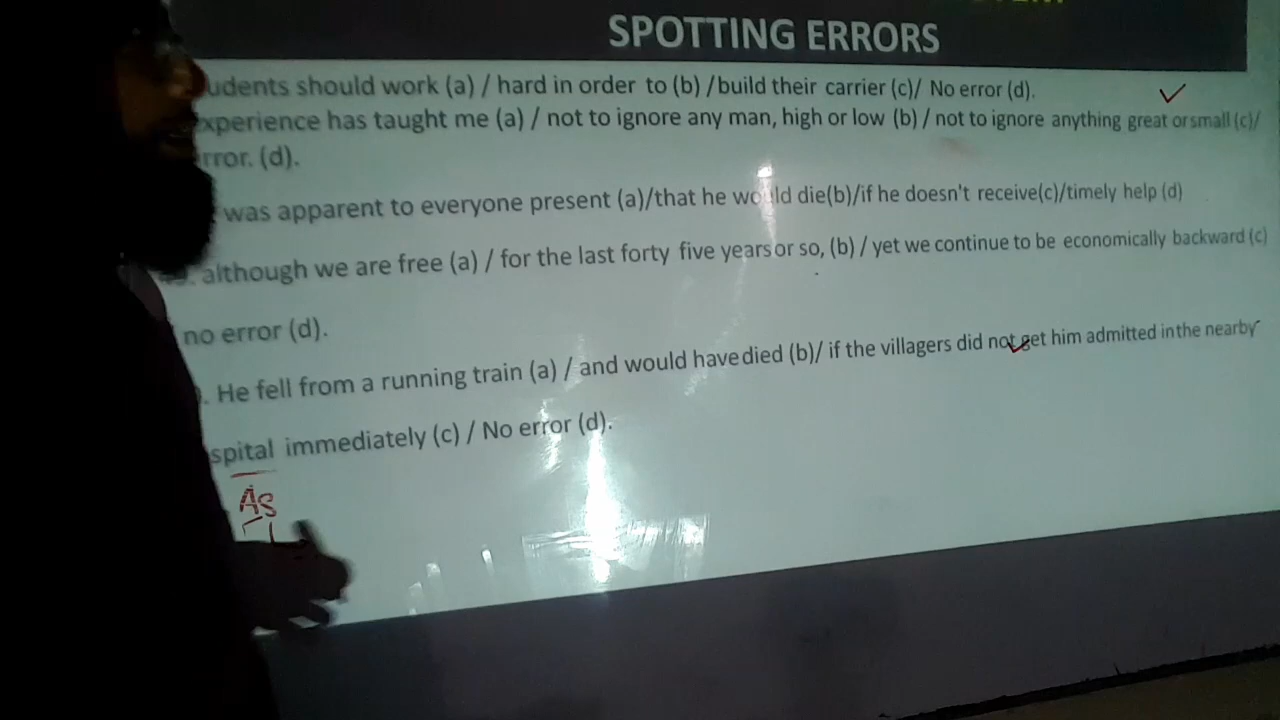 SPOTTING ERRORS
udents should work (a) / hard in order to (b) /build their carrier (c)/ No error (d).
xperience has taught me (a) / not to ignore any man, high or low (b) / not to ignore anything great or small (c)/
rror. (d).
was apparent to everyone present (a)/that he would die(b)/if he doesn't receive(c)/timely help (d)
. although we are free (a) / for the last forty five years or so, (b) / yet we continue to be economically backward (c)
no error (d).
. He fell from a running train (a) / and would have died (b)/ if the villagers did not get him admitted in the nearby
spital immediately (c) / No error (d).
As